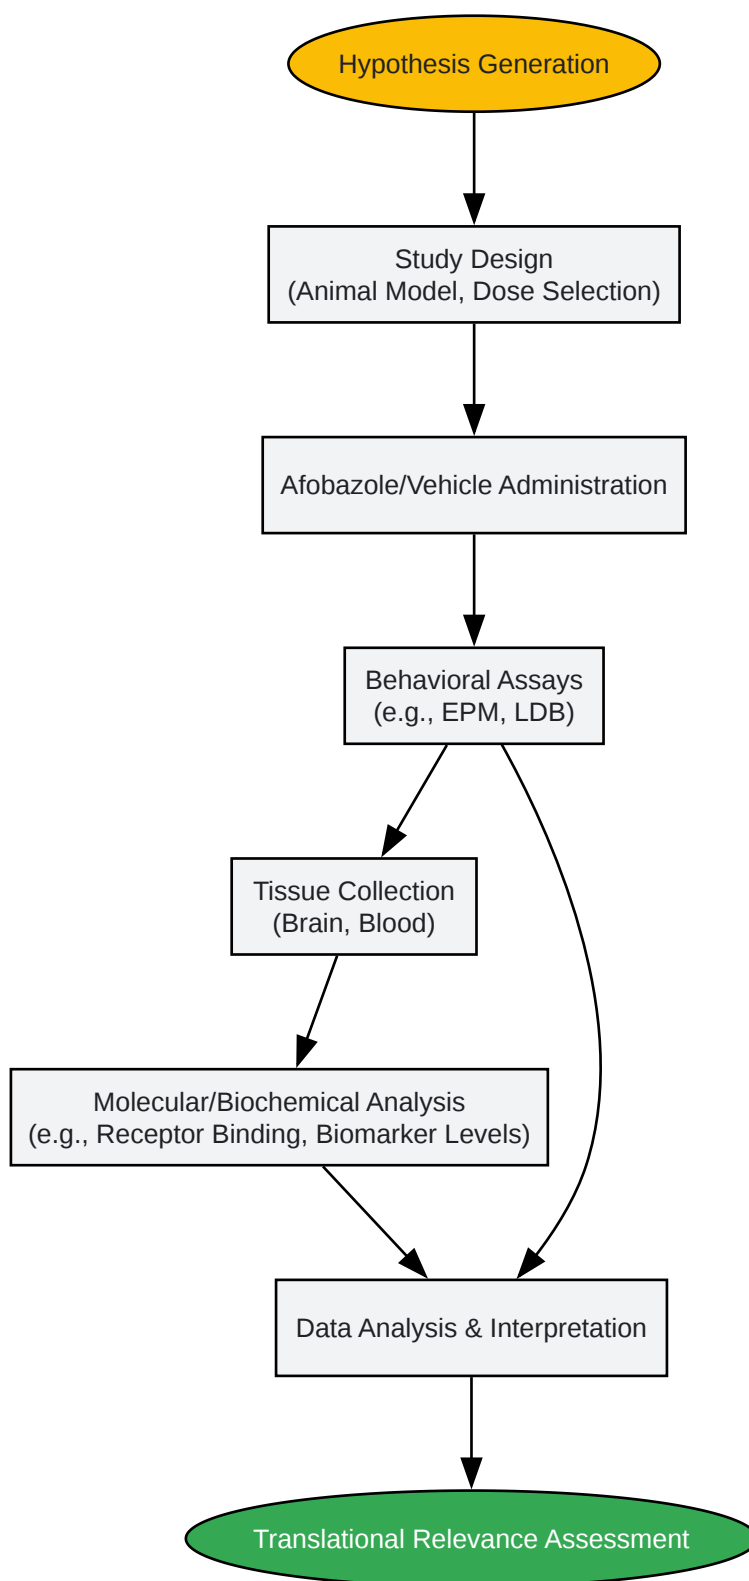 Hypothesis Generation
Study Design
(Animal Model, Dose Selection)
Afobazole/Vehicle Administration
Behavioral Assays
(e.g., EPM, LDB)
Tissue Collection
(Brain, Blood)
Molecular/Biochemical Analysis
(e.g., Receptor Binding, Biomarker Levels)
Data Analysis & Interpretation
Translational Relevance Assessment